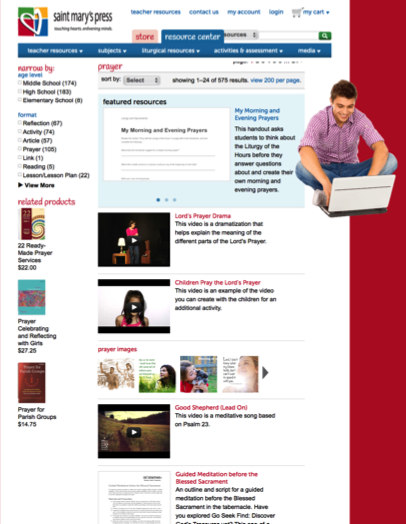 saint mary's press
teaching hearts. enlivening minds.
teacher resources
contact us
my account
login
my cart
store
resource center
teacher resources
subjects
liturgical resources
activities & assessment
media
narrow by:
age level
Middle School (174)
High School (183)
Elementary School (8)
format
Reflection (67)
Activity (74)
Article (57)
Prayer (105)
Link (1)
Reading (5)
Lesson/Lesson Plan (22)
View More
related products
22 Ready-
Made Prayer
Services
$22.00
Prayer
Celebrating
and Reflecting
with Girls
$27.25
Prayer for
Parish Groups
$14.75
prayer
sort by:
Select
showing 1–24 of 575 results. view 200 per page.
featured resources
My Morning and Evening Prayers
My Morning and
Evening Prayers
This handout asks
students to think about
the Liturgy of the
Hours before they
answer questions
about and create their
own morning and
evening prayers.
Lord's Prayer Drama
This video is a dramatization that
helps explain the meaning of the
different parts of the Lord's Prayer.
Children Pray the Lord's Prayer
This video is an example of the video
you can create with the children for an
additional activity.
prayer images
Good Shepherd (Lead On)
This video is a meditative song based
on Psalm 23.
Guided Meditation before the
Blessed Sacrament
An outline and script for a guided
meditation before the Blessed
Sacrament in the tabernacle. Have
you explored Go Seek Find: Discover